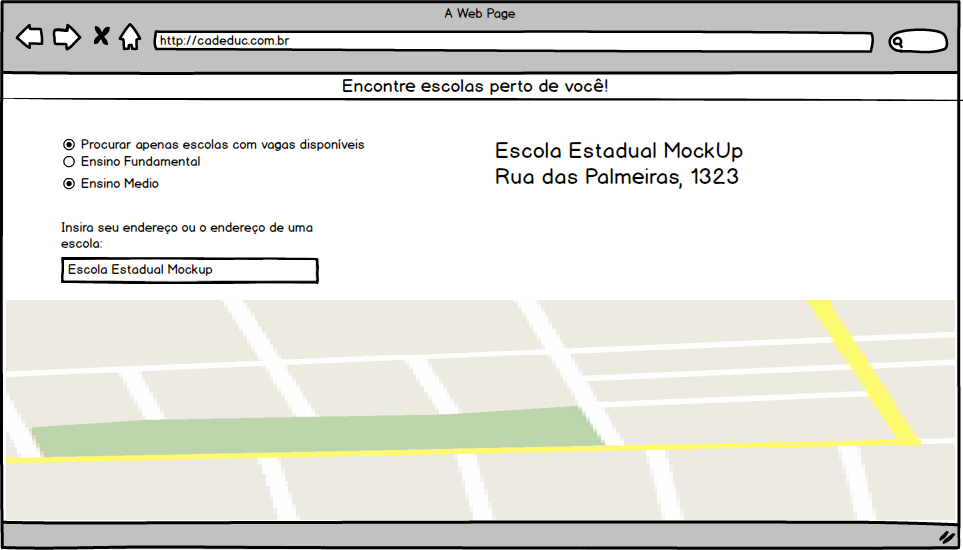 A Web Page
http://cadeduc.com.br
Encontre escolas perto de você!
Procurar apenas escolas com vagas disponíveis
Ensino Fundamental
Ensino Medio
Escola Estadual MockUp
Rua das Palmeiras, 1323
Insira seu endereço ou o endereço de uma
escola:
Escola Estadual Mockup